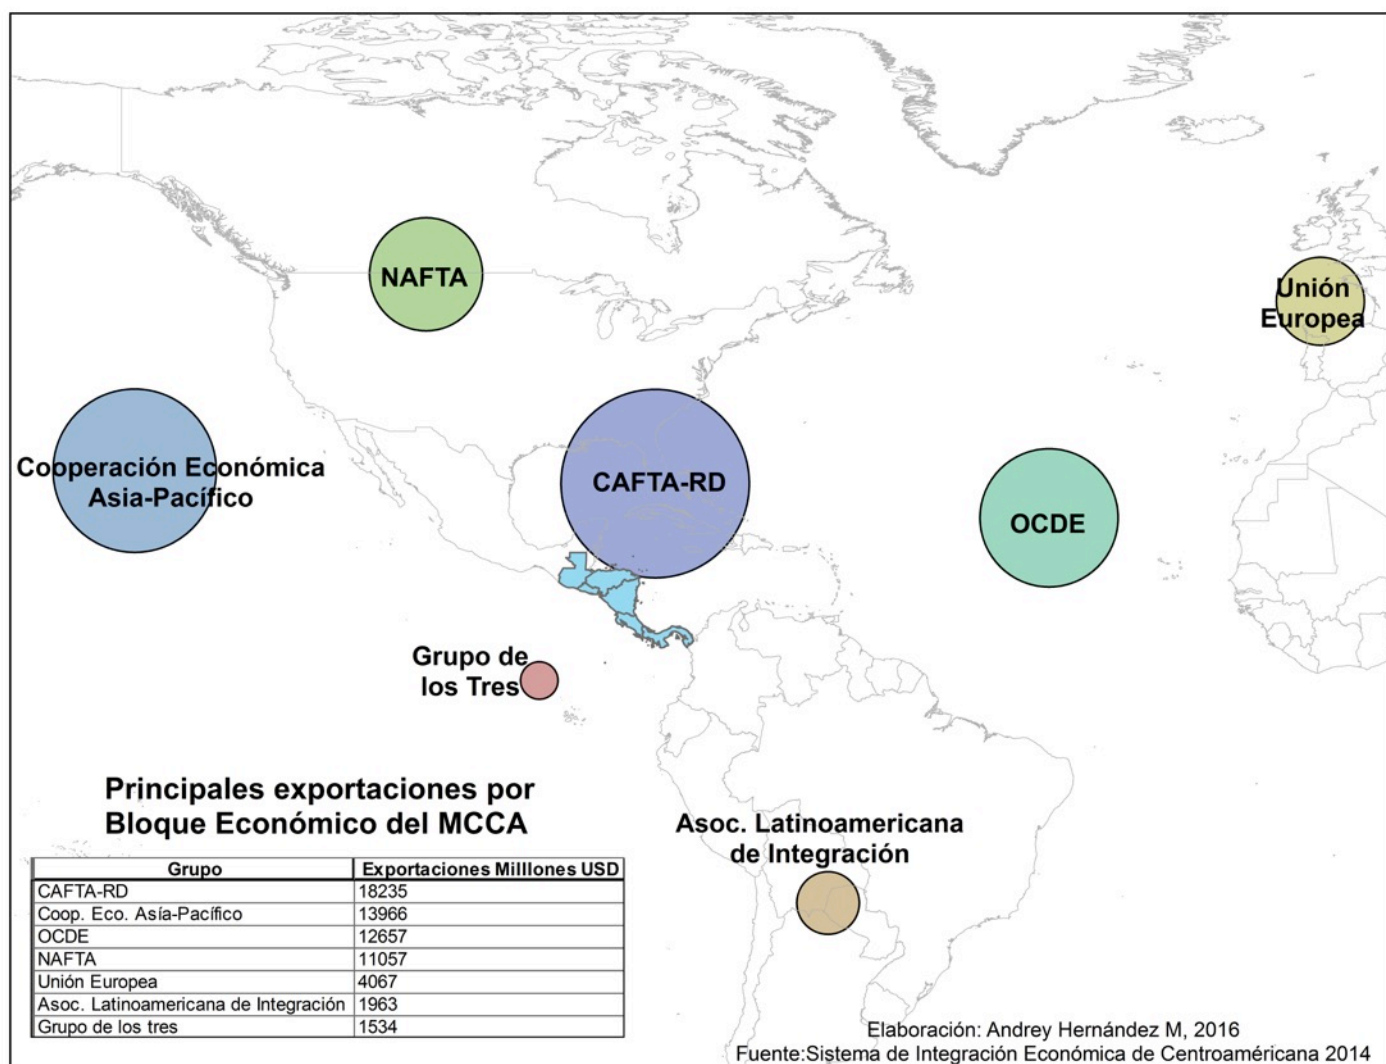 NAFTA
Unión
Europea
Cooperación Económica
Asia-Pacífico
CAFTA-RD
OCDE
Grupo de
los Tres
Principales exportaciones por
Bloque Económico del MCCA
Asoc. Latinoamericana
de Integración
Grupo Exportaciones Milllones USD
CAFTA-RD 18235
Coop. Eco. Asía-Pacífico 13966
OCDE 12657
NAFTA 11057
Unión Europea 4067
Asoc. Latinoamericana de Integración 1963
Grupo de los tres 1534
Elaboración: Andrey Hernández M, 2016
Fuente:Sistema de Integración Económica de Centroaméricana 2014